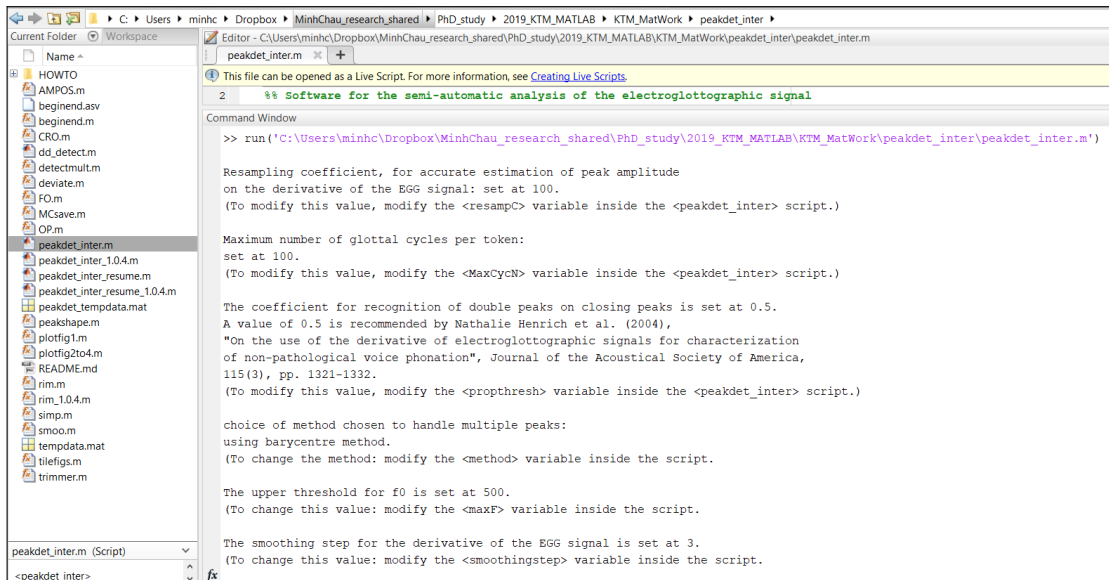 C: Users minhc Dropbox MinhChau_research_shared PhD_study 2019_KTM_MATLAB KTM_MatWork peakdet_inter
Current Folder Workspace
Name
HOWTO
AMPOS.m
beginend.asv
beginend.m
CRO.m
dd_detect.m
detectmult.m
deviate.m
FO.m
MCsave.m
OP.m
peakdet_inter.m
peakdet_inter_1.0.4.m
peakdet_inter_resume.m
peakdet_inter_resume_1.0.4.m
peakdet_tempdata.mat
peakshape.m
plotfig1.m
plotfig2to4.m
README.md
rim.m
rim_1.0.4.m
simp.m
smoo.m
tempdata.mat
tilefigs.m
trimmer.m
peakdet_inter.m (Script)
<peakdet inter>
Editor - C:\Users\minhc\Dropbox\MinhChau_research_shared\PhD_study\2019_KTM_MATLAB\KTM_MatWork\peakdet_inter\peakdet_inter.m
peakdet_inter.m
This file can be opened as a Live Script. For more information, see Creating Live Scripts.
2 %% Software for the semi-automatic analysis of the electroglottographic signal
Command Window
>> run('C:\Users\minhc\Dropbox\MinhChau_research_shared\PhD_study\2019_KTM_MATLAB\KTM_MatWork\peakdet_inter\peakdet_inter.m')
Resampling coefficient, for accurate estimation of peak amplitude
on the derivative of the EGG signal: set at 100.
(To modify this value, modify the <resampC> variable inside the <peakdet_inter> script.)
Maximum number of glottal cycles per token:
set at 100.
(To modify this value, modify the <MaxCycN> variable inside the <peakdet_inter> script.)
The coefficient for recognition of double peaks on closing peaks is set at 0.5.
A value of 0.5 is recommended by Nathalie Henrich et al. (2004),
"On the use of the derivative of electroglottographic signals for characterization
of non-pathological voice phonation", Journal of the Acoustical Society of America,
115(3), pp. 1321-1332.
(To modify this value, modify the <propthresh> variable inside the <peakdet_inter> script.)
choice of method chosen to handle multiple peaks:
using barycentre method.
(To change the method: modify the <method> variable inside the script.
The upper threshold for f0 is set at 500.
(To change this value: modify the <maxF> variable inside the script.
The smoothing step for the derivative of the EGG signal is set at 3.
(To change this value: modify the <smoothingstep> variable inside the script.
fx